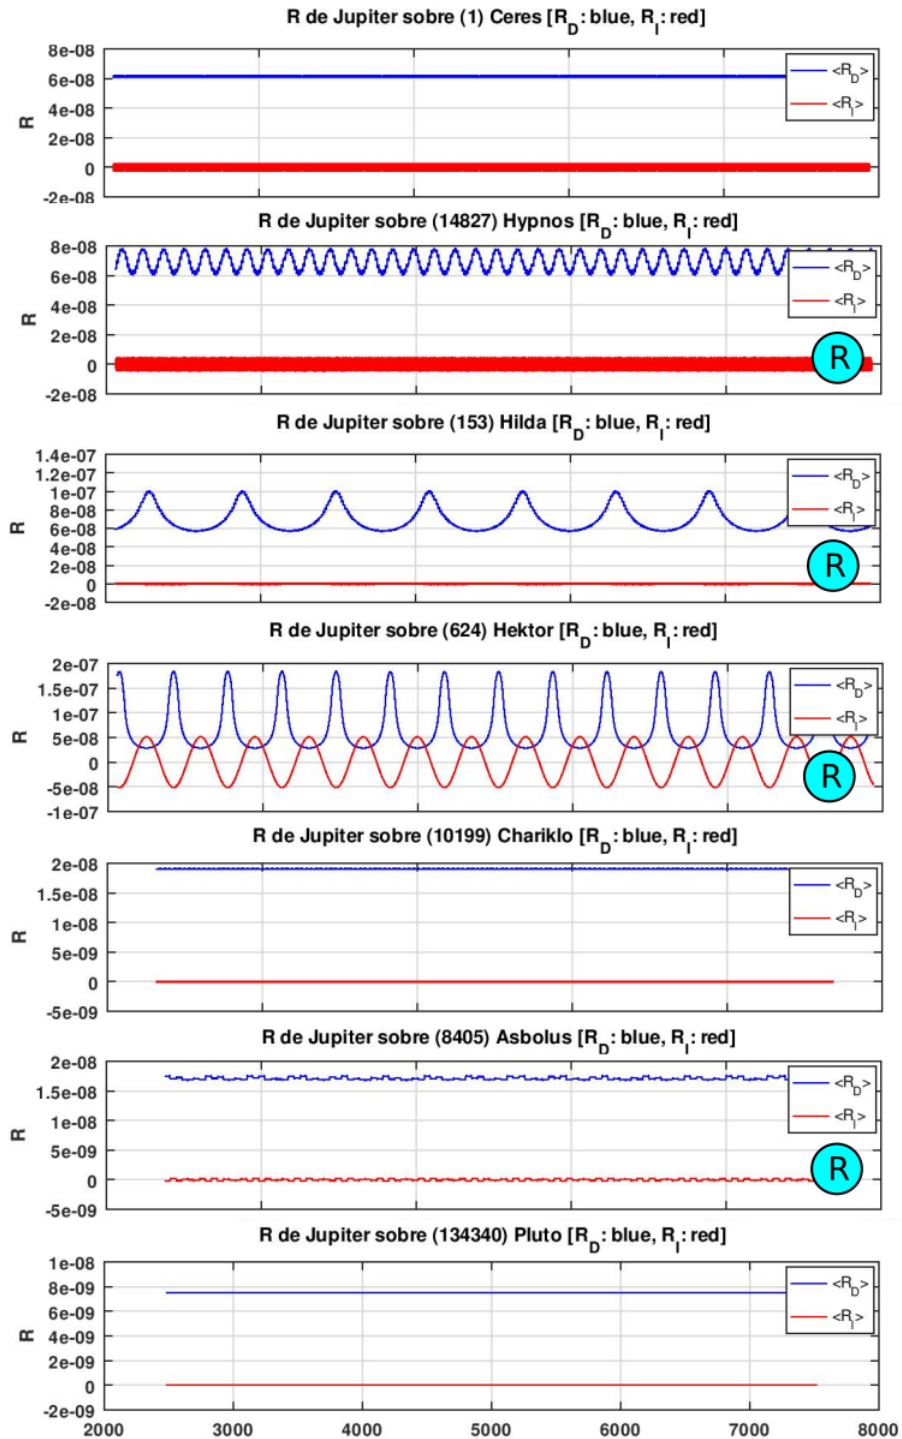 R de Jupiter sobre (1) Ceres [R_D: blue, R_I: red]
8e-08
6e-08
4e-08
2e-08
0
-2e-08
R
<R_D>
<R_I>
R de Jupiter sobre (14827) Hypnos [R_D: blue, R_I: red]
8e-08
6e-08
4e-08
2e-08
0
-2e-08
R
<R_D>
<R_I>
R
R de Jupiter sobre (153) Hilda [R_D: blue, R_I: red]
1.4e-07
1.2e-07
1e-07
8e-08
6e-08
4e-08
2e-08
0
-2e-08
R
<R_D>
<R_I>
R
R de Jupiter sobre (624) Hektor [R_D: blue, R_I: red]
2e-07
1.5e-07
1e-07
5e-08
0
-5e-08
-1e-07
R
<R_D>
<R_I>
R
R de Jupiter sobre (10199) Chariklo [R_D: blue, R_I: red]
2e-08
1.5e-08
1e-08
5e-09
0
-5e-09
R
<R_D>
<R_I>
R de Jupiter sobre (8405) Asbolus [R_D: blue, R_I: red]
2e-08
1.5e-08
1e-08
5e-09
0
-5e-09
R
<R_D>
<R_I>
R
R de Jupiter sobre (134340) Pluto [R_D: blue, R_I: red]
1e-08
8e-09
6e-09
4e-09
2e-09
0
-2e-09
R
<R_D>
<R_I>
2000 3000 4000 5000 6000 7000 8000